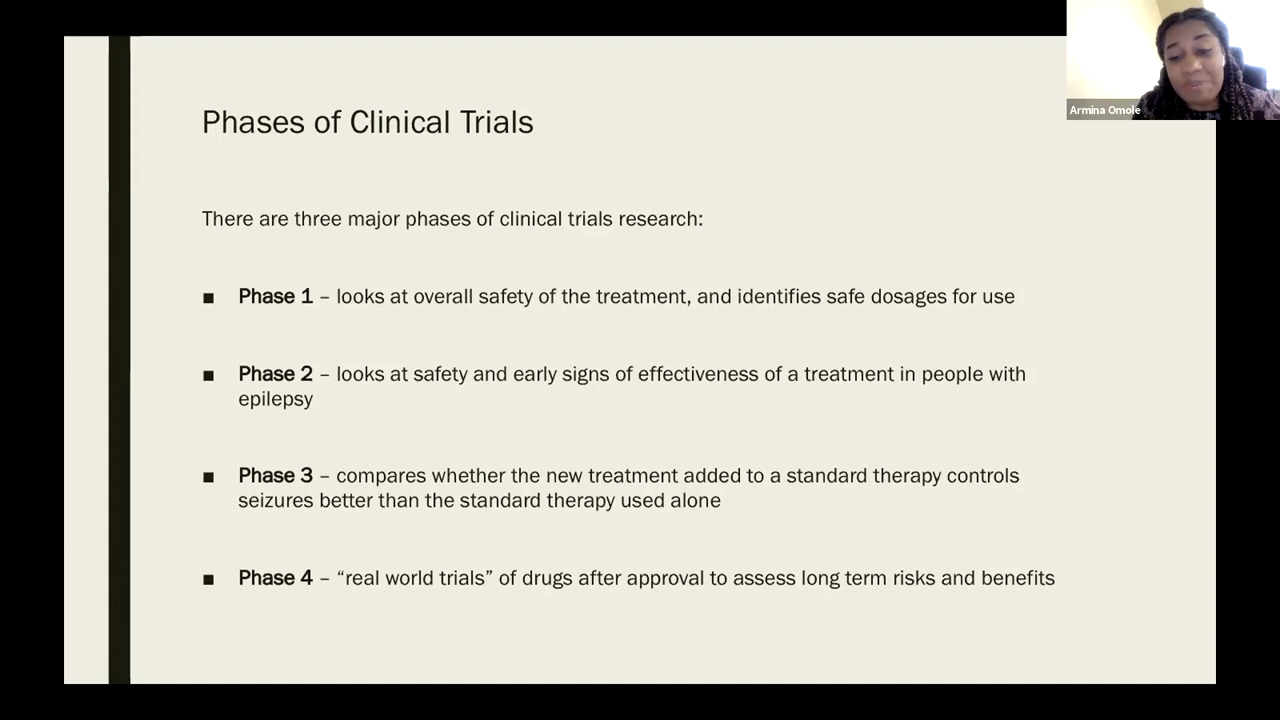 Armina Omole
Phases of Clinical Trials
There are three major phases of clinical trials research:
■ Phase 1 – looks at overall safety of the treatment, and identifies safe dosages for use
■ Phase 2 – looks at safety and early signs of effectiveness of a treatment in people with
epilepsy
■ Phase 3 – compares whether the new treatment added to a standard therapy controls
seizures better than the standard therapy used alone
■ Phase 4 – “real world trials” of drugs after approval to assess long term risks and benefits